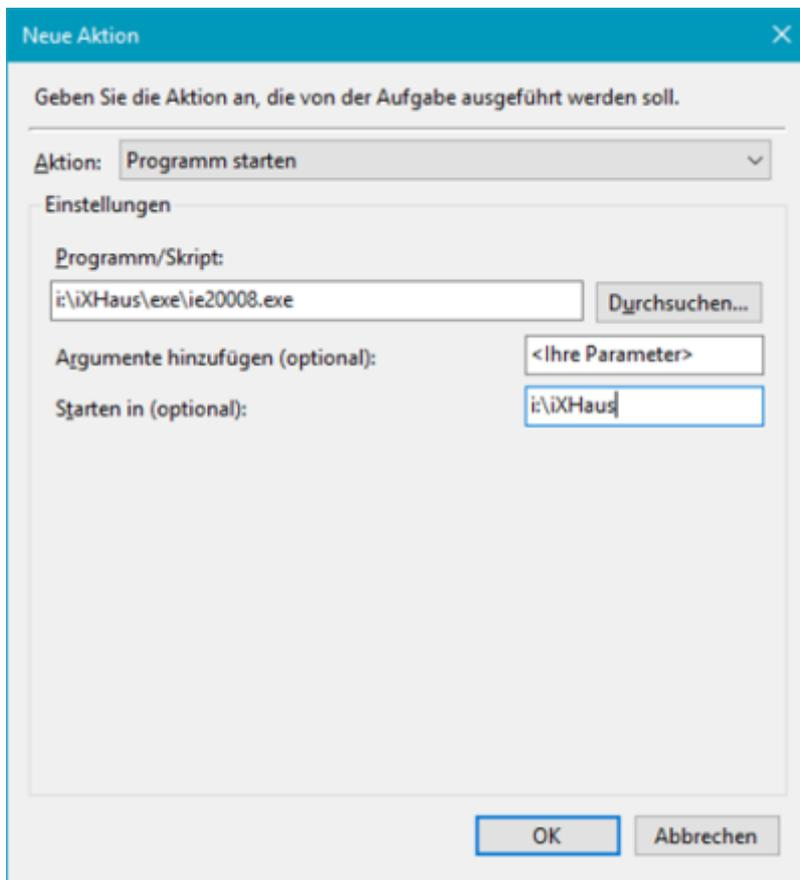 Neue Aktion
Geben Sie die Aktion an, die von der Aufgabe ausgeführt werden soll.
Aktion: Programm starten
Einstellungen
Programm/Skript:
i:\iXHaus\exe\ie20008.exe Durchsuchen...
Argumente hinzufügen (optional): <Ihre Parameter>
Starten in (optional): i:\iXHaus
OK Abbrechen